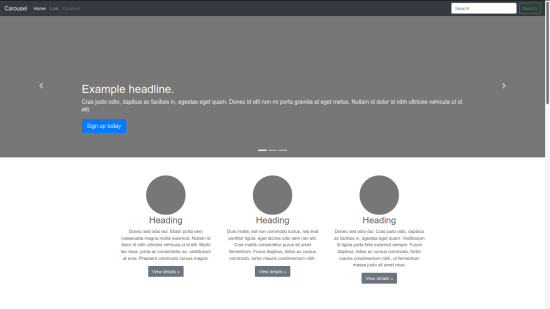 Carousel Home Link Disabled Search Search
Example headline.
Cras justo odio, dapibus ac facilisis in, egestas eget quam. Donec id elit non mi porta gravida at eget metus. Nullam id dolor id nibh ultricies vehicula ut id
elit.
Sign up today
Heading
Donec sed odio dui. Etiam porta sem
malesuada magna mollis euismod. Nullam id
dolor id nibh ultricies vehicula ut id elit. Morbi
leo risus, porta ac consectetur ac, vestibulum
at eros. Praesent commodo cursus magna.
View details »
Heading
Duis mollis, est non commodo luctus, nisi erat
porttitor ligula, eget lacinia odio sem nec elit.
Cras mattis consectetur purus sit amet
fermentum. Fusce dapibus, tellus ac cursus
commodo, tortor mauris condimentum nibh.
View details »
Heading
Donec sed odio dui. Cras justo odio, dapibus
ac facilisis in, egestas eget quam. Vestibulum
id ligula porta felis euismod semper. Fusce
dapibus, tellus ac cursus commodo, tortor
mauris condimentum nibh, ut fermentum
massa justo sit amet risus.
View details »